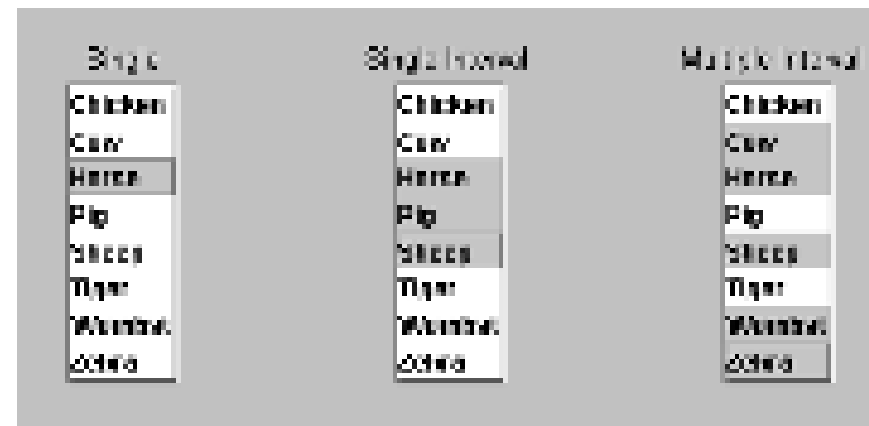 Single
Chicken
Cow
Horse
Pig
Sheep
Tiger
Wombat
Zebra
Single Interval
Chicken
Cow
Horse
Pig
Sheep
Tiger
Wombat
Zebra
Multiple Interval
Chicken
Cow
Horse
Pig
Sheep
Tiger
Wombat
Zebra